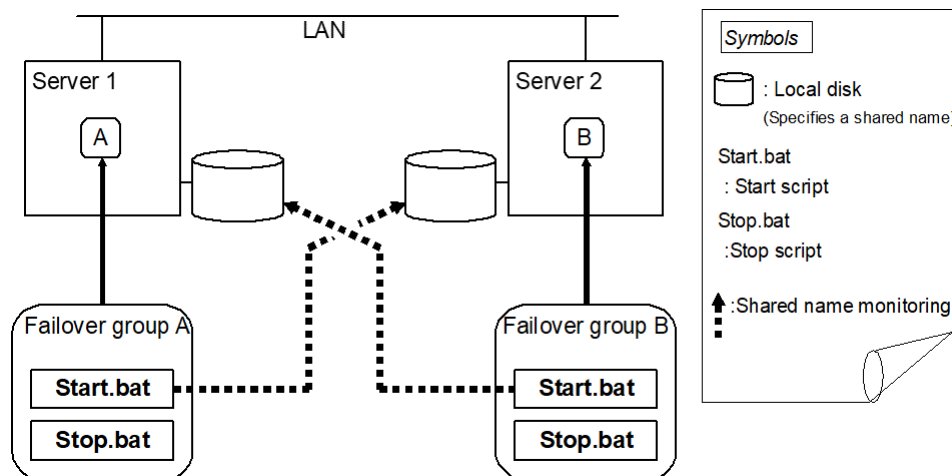 LAN
Server 1
A
Server 2
B
Failover group A
Start.bat
Stop.bat
Failover group B
Start.bat
Stop.bat
Symbols
: Local disk
(Specifies a shared name)
Start.bat
: Start script
Stop.bat
:Stop script
:Shared name monitoring